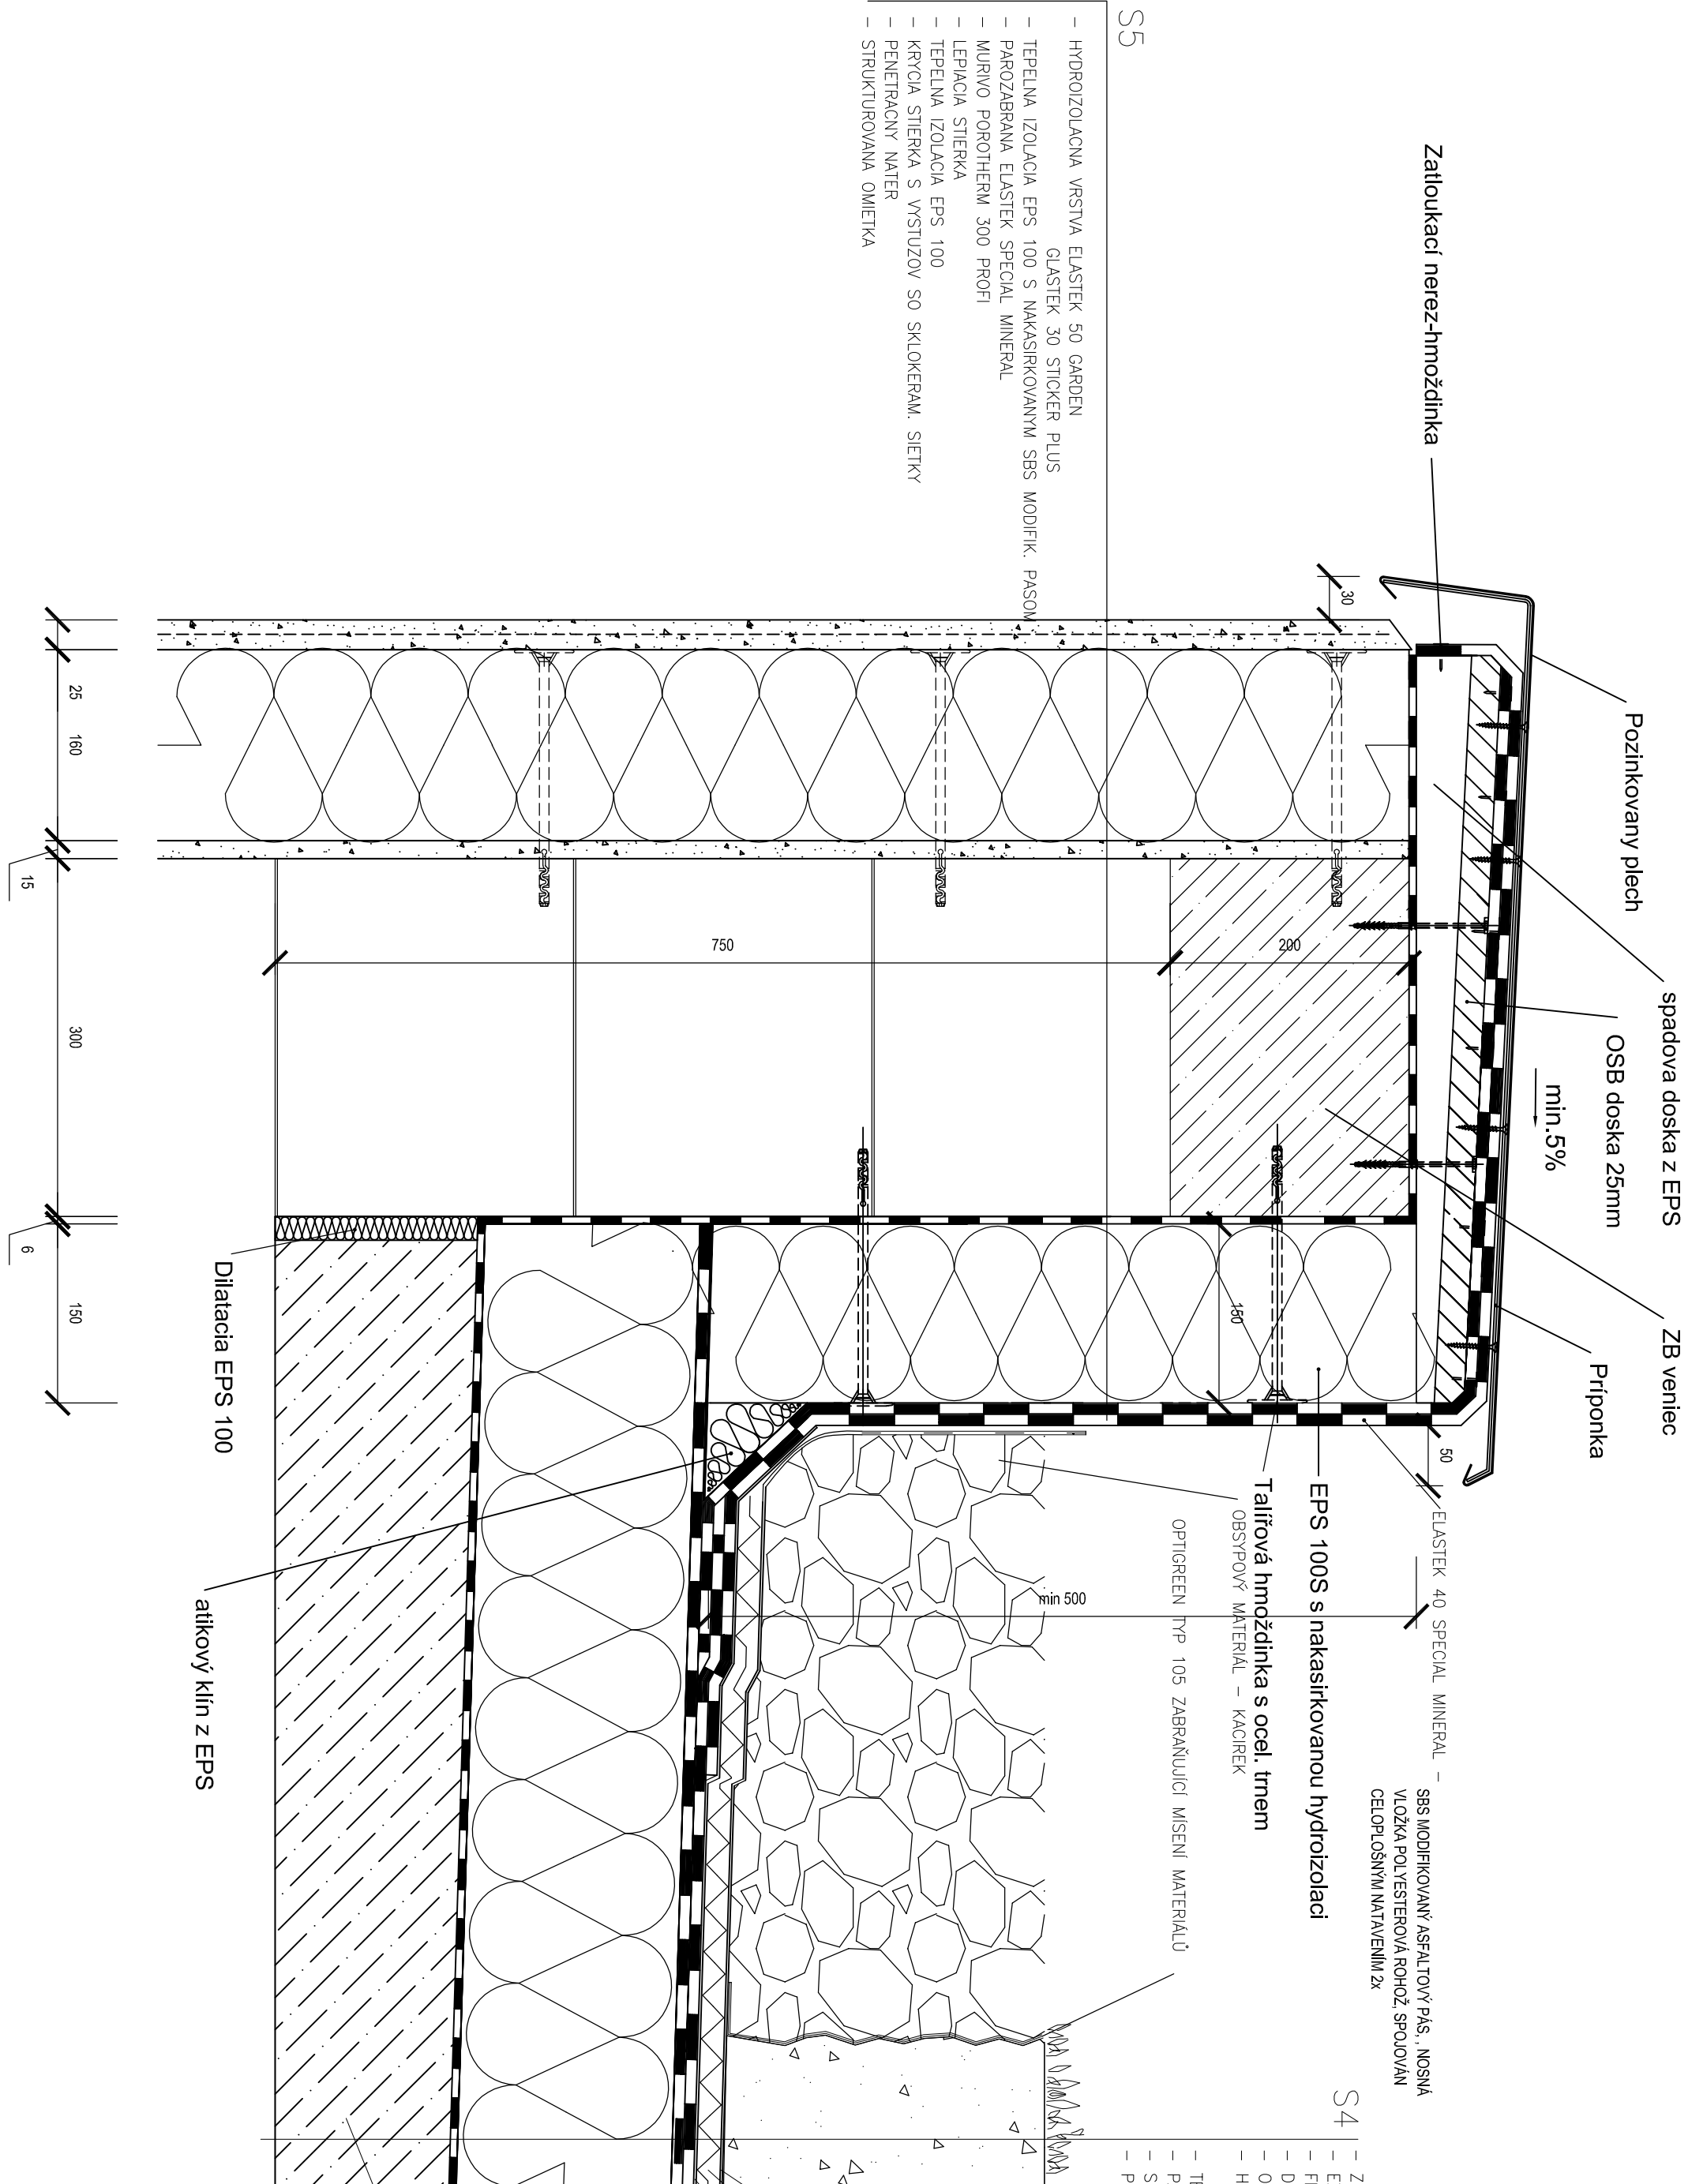 S5
- HYDROIZOLACNA VRSTVA ELASTEK 50 GARDEN
GLASTEK 30 STICKER PLUS
- TEPELNA IZOLACIA EPS 100 S NAKASIRKOVANYM SBS MODIFIK. PASOM
- PAROZABRANA ELASTEK SPECIAL MINERAL
- MURIVO POROTHERM 300 PROFI
- LEPIACIA STIERKA
- TEPELNA IZOLACIA EPS 100
- KRYCIA STIERKA S VYSTUZOV SO SKLOKERAM. SIETKY
- PENETRACNY NATER
- STRUKTUROVANA OMIETKA
Zatloukací nerez-hmoždinka
Pozinkovany plech
spadova doska z EPS
OSB doska 25mm
min.5%
ZB veniec
Príponka
30
50
ELASTEK 40 SPECIAL MINERAL -
SBS MODIFIKOVANÝ ASFALTOVÝ PÁS, , NOSNÁ
VLOŽKA POLYESTEROVÁ ROHOŽ, SPOJOVÁN
CELOPLOŠNÝM NATAVENÍM 2x
EPS 100S s nakasirkovanou hydroizolaci
Talířová hmoždinka s ocel. trnem
OBSYPOVÝ MATERIÁL - KACIREK
OPTIGREEN TYP 105 ZABRAŇUJÍCÍ MÍSENÍ MATERIÁLŮ
200
750
150
min 500
S4
- Z
E
- F
- D
- O
- H
- T
- P
- S
- P
Dilatacia EPS 100
atikový klín z EPS
25
160
15
300
6
150